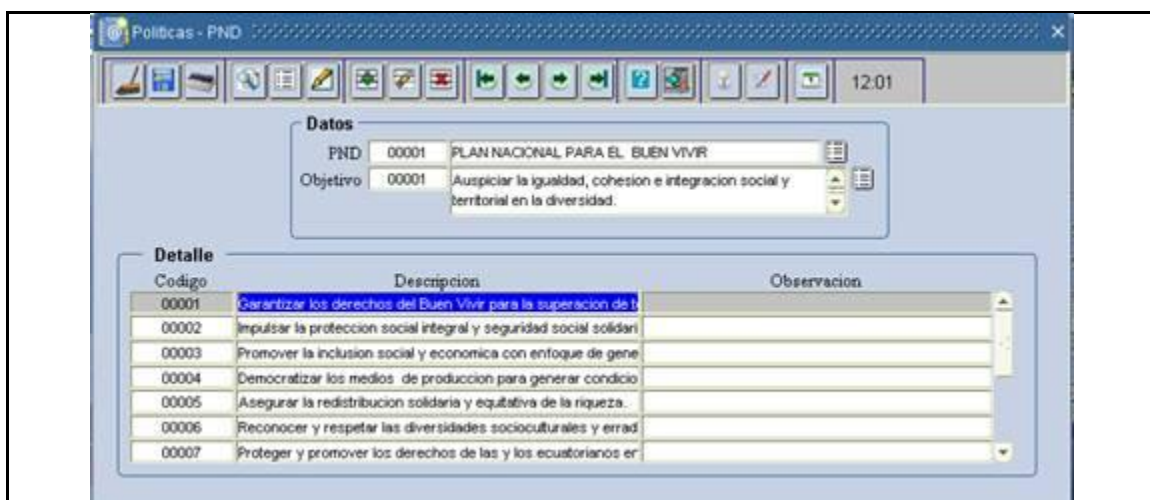 Politicas - PND
12:01
Datos
PND 00001 PLAN NACIONAL PARA EL BUEN VIVIR
Objetivo 00001 Auspiciar la igualdad, cohesion e integracion social y
territorial en la diversidad.
Detalle
Codigo Descripcion Observacion
00001 Garantizar los derechos del Buen Vivir para la superacion de t
00002 Impulsar la proteccion social integral y seguridad social solidari
00003 Promover la inclusion social y economica con enfoque de gene
00004 Democratizar los medios de produccion para generar condicio
00005 Asegurar la redistribucion solidaria y equitativa de la riqueza.
00006 Reconocer y respetar las diversidades socioculturales y errad
00007 Proteger y promover los derechos de las y los ecuatorianos er